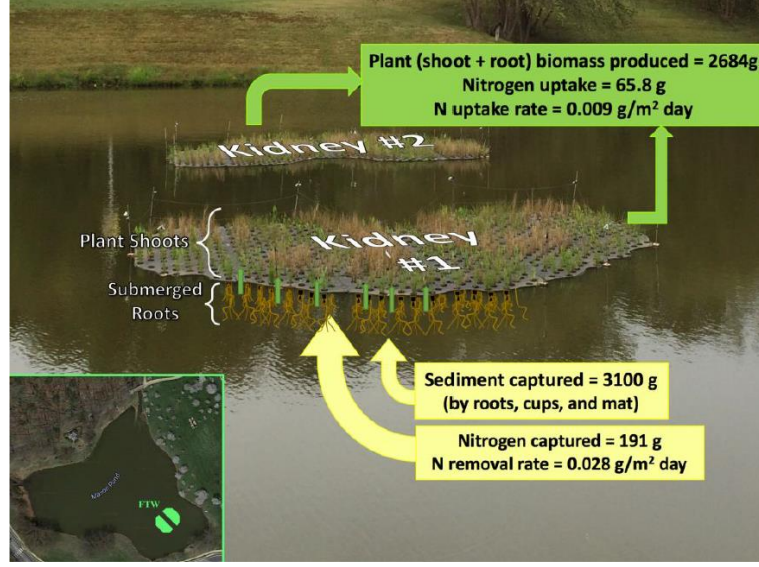 Plant (shoot + root) biomass produced = 2684g
Nitrogen uptake = 65.8 g
N uptake rate = 0.009 g/m² day
Kidney #2
Plant Shoots
Kidney
#1
Submerged
Roots
Sediment captured = 3100 g
(by roots, cups, and mat)
Nitrogen captured = 191 g
N removal rate = 0.028 g/m² day
FTW